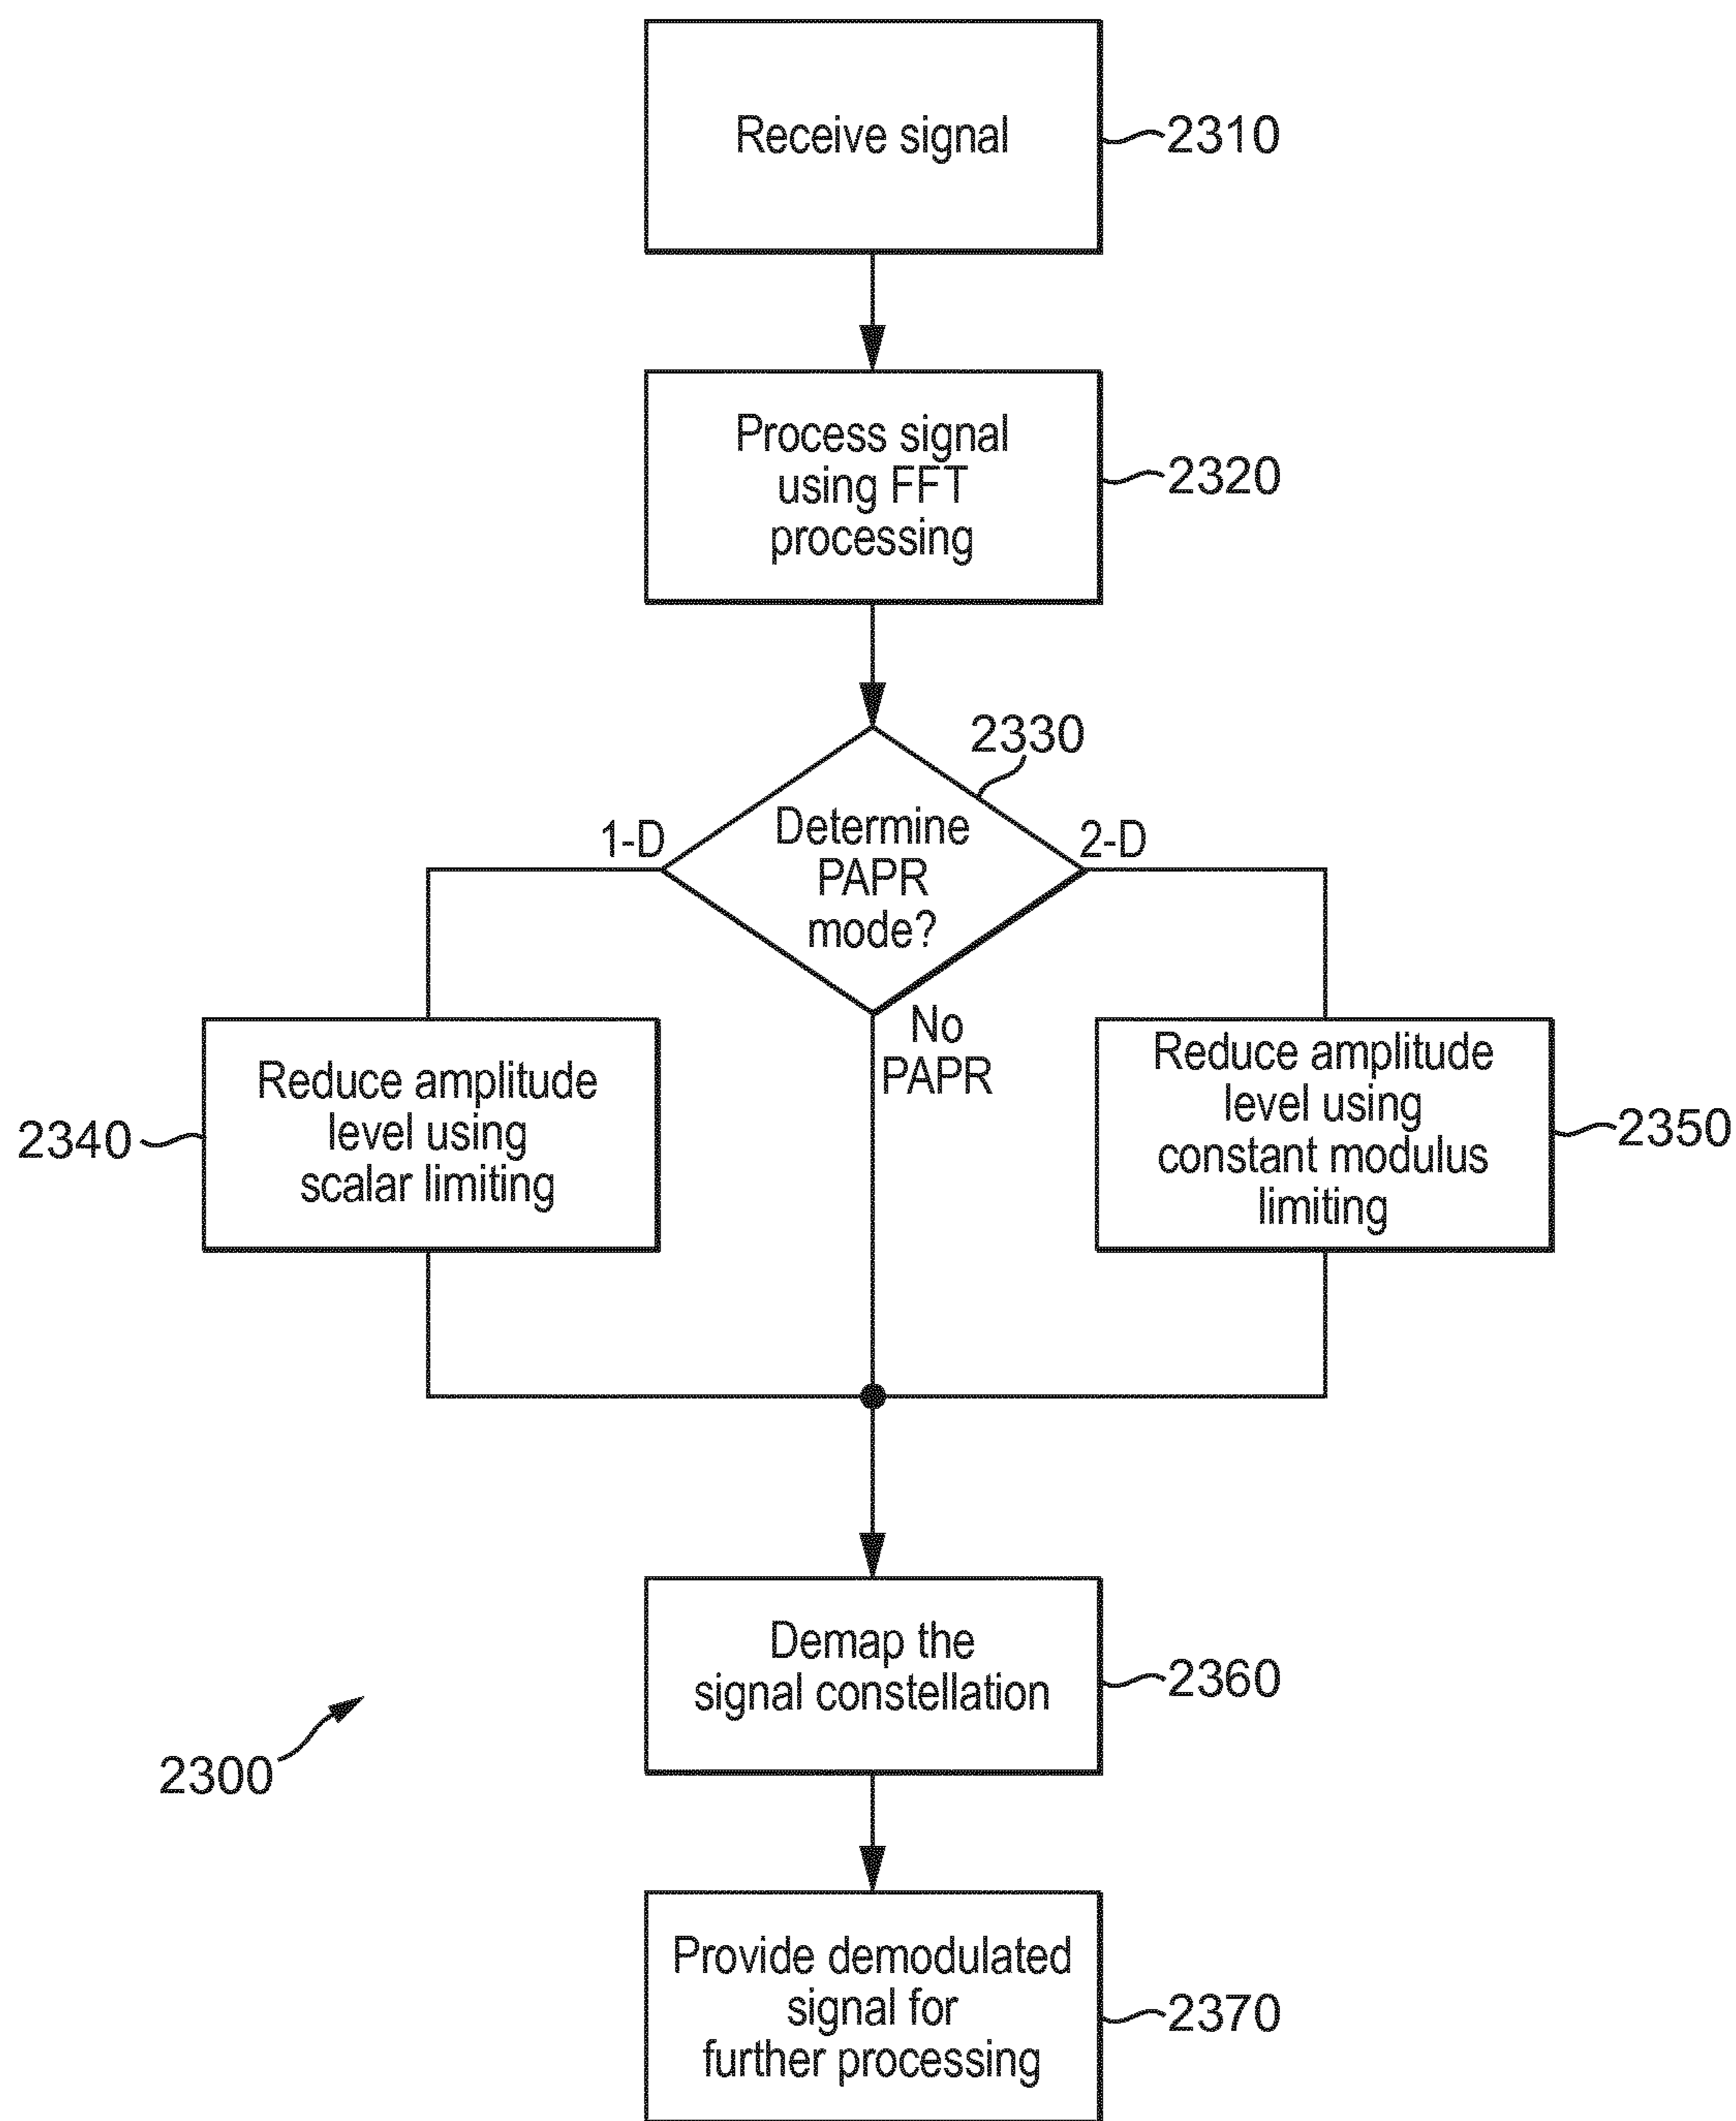 Receive signal
2310
Process signal
using FFT
processing
2320
2330
Determine
PAPR
mode?
1-D
2-D
No
PAPR
Reduce amplitude
level using
scalar limiting
2340
Reduce amplitude
level using
constant modulus
limiting
2350
Demap the
signal constellation
2360
2300
Provide demodulated
signal for
further processing
2370